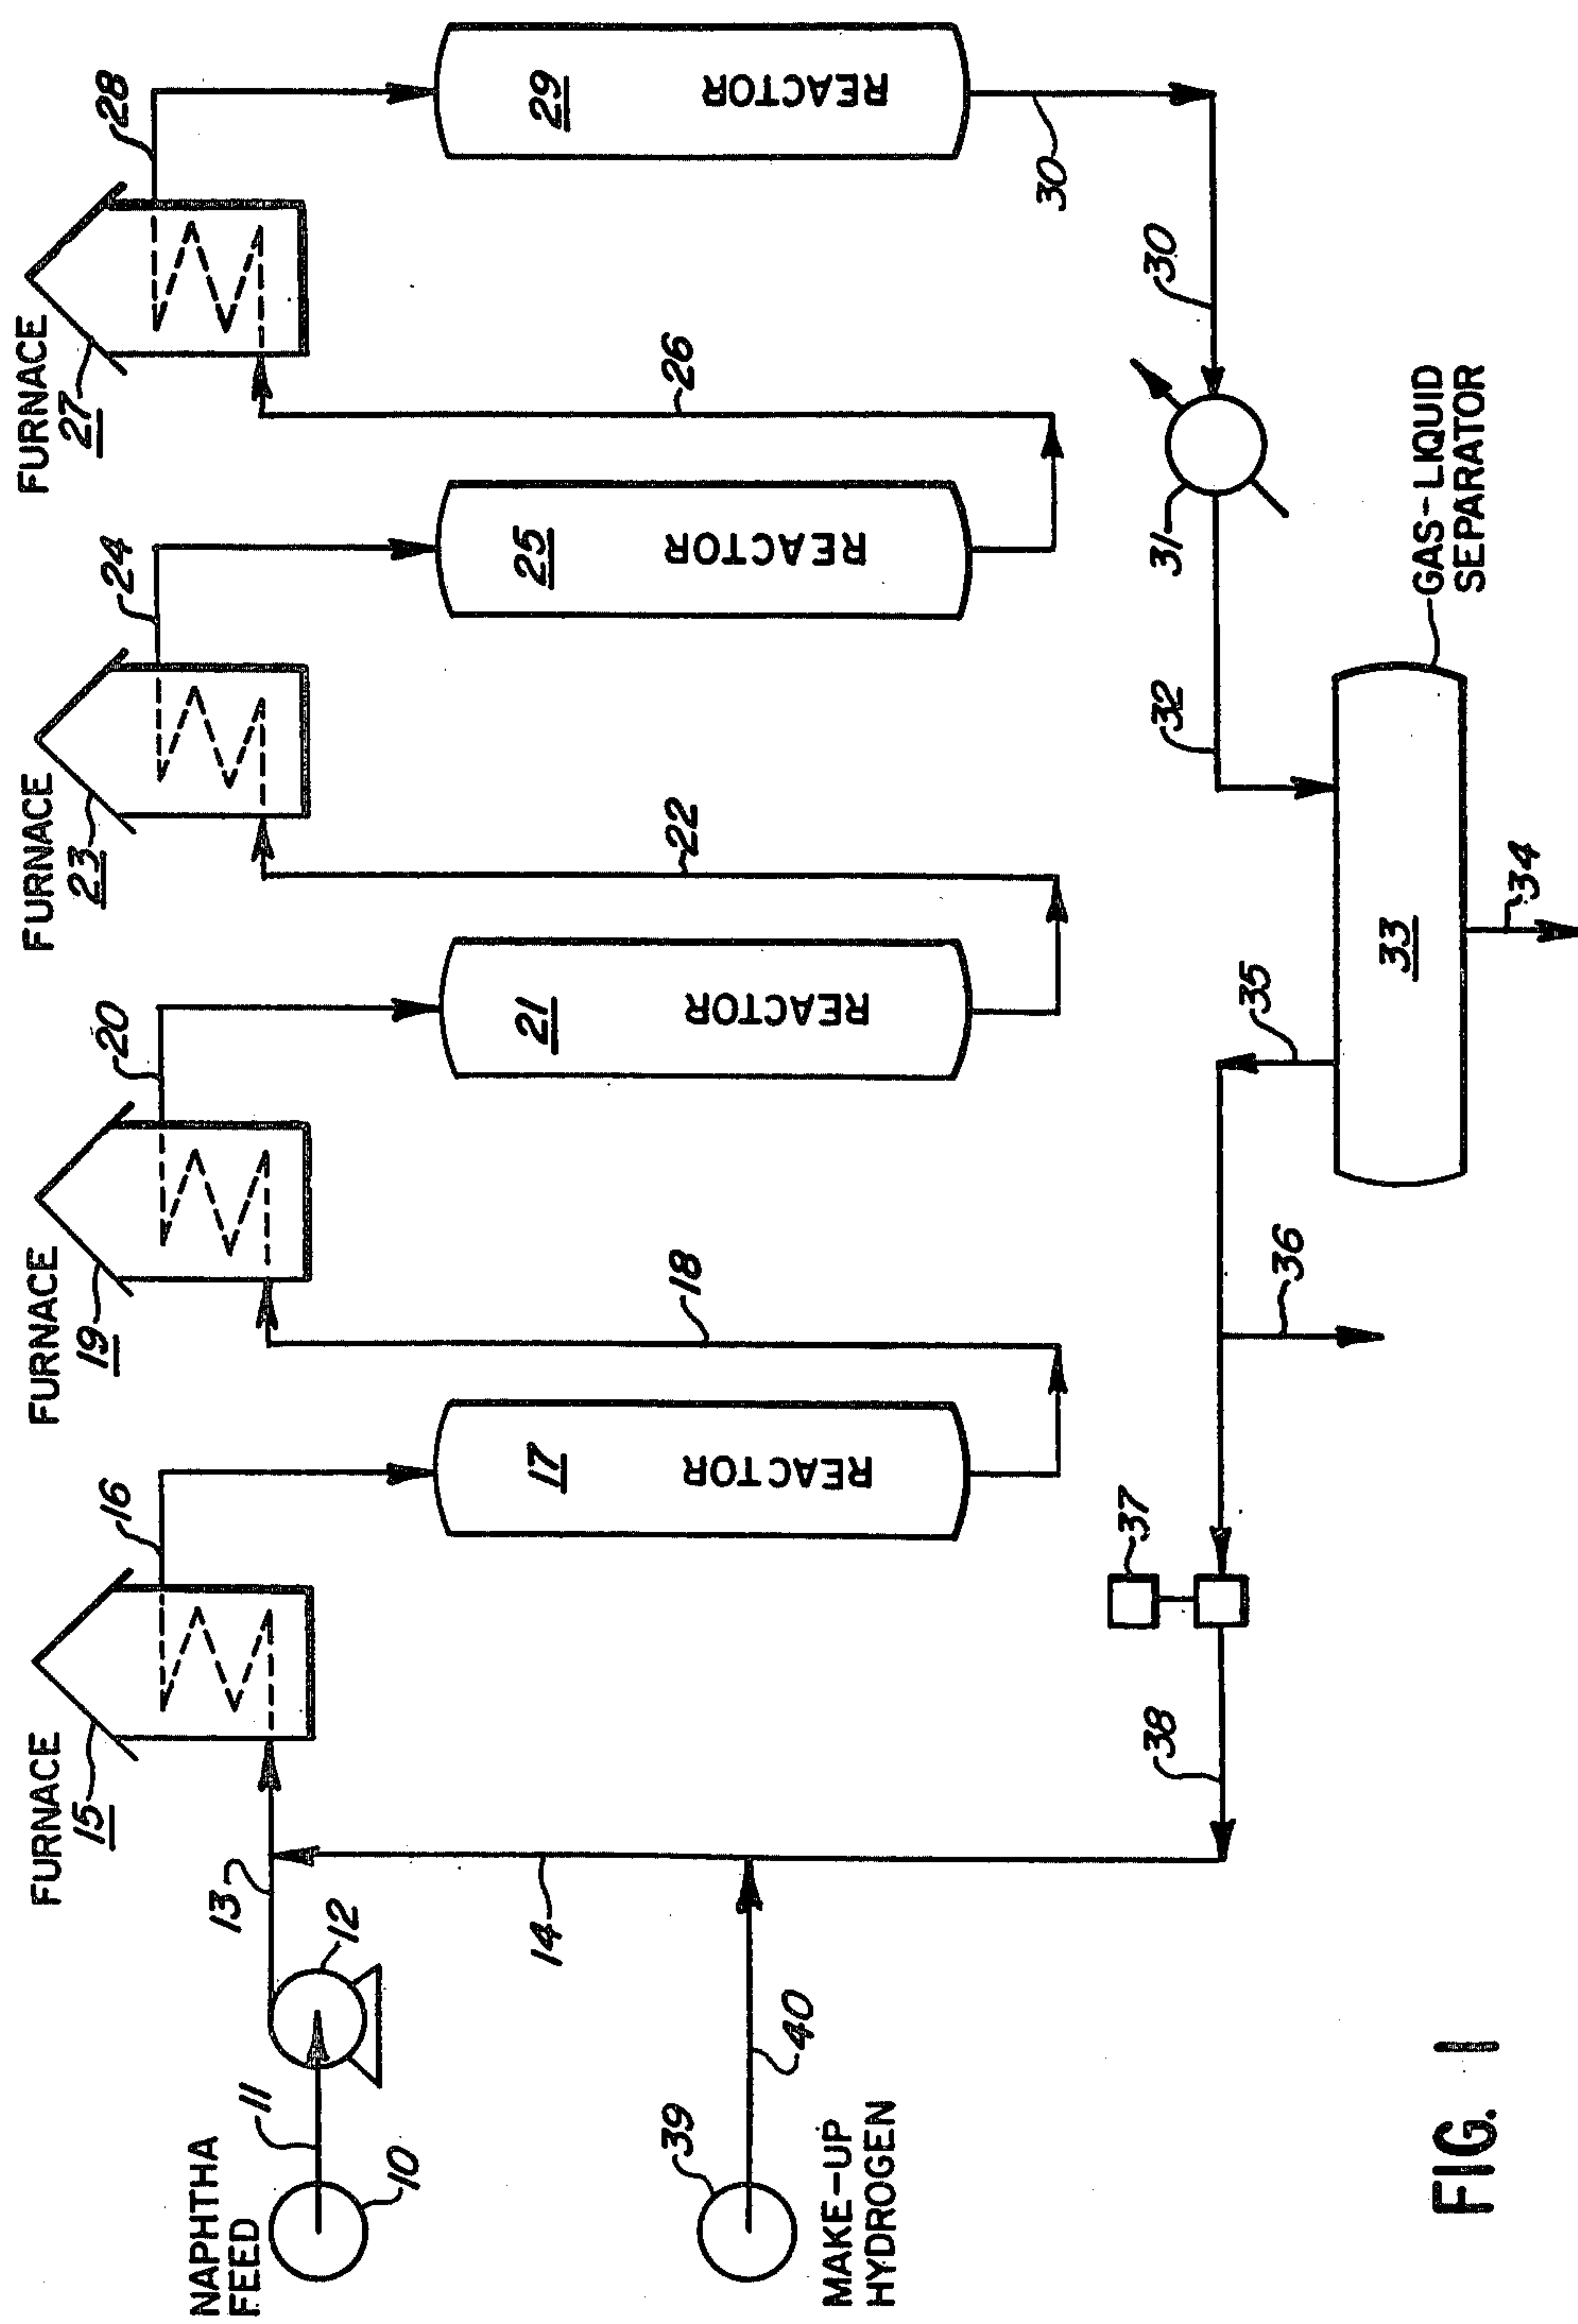 FURNACE
15
FURNACE
19
FURNACE
23
FURNACE
27
16
20
24
28
NAPHTHA
FEED
10
11
12
13
17
REACTOR
21
REACTOR
25
REACTOR
29
REACTOR
14
18
22
26
39
MAKE-UP
HYDROGEN
40
30
30
31
32
35
36
37
38
33
GAS-LIQUID
SEPARATOR
34
FIG. 1